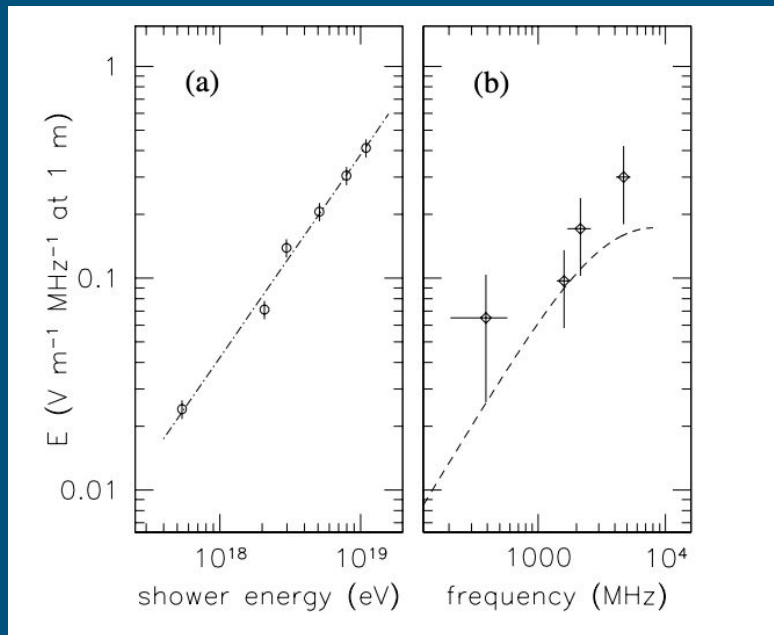 (a)
(b)
E (V m⁻¹ MHz⁻¹ at 1 m)
1
0.1
0.01
10¹⁸
10¹⁹
1000
10⁴
shower energy (eV)
frequency (MHz)